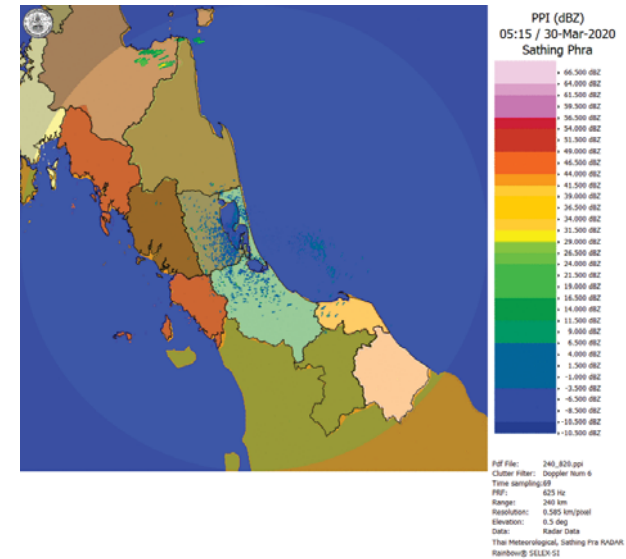 PPI (dBZ)
05:15 / 30-Mar-2020
Sathing Phra
66.500 dBZ
64.000 dBZ
61.500 dBZ
59.500 dBZ
56.300 dBZ
54.000 dBZ
51.500 dBZ
49.000 dBZ
46.500 dBZ
44.000 dBZ
41.500 dBZ
39.000 dBZ
36.500 dBZ
34.000 dBZ
31.500 dBZ
29.000 dBZ
26.500 dBZ
24.000 dBZ
21.500 dBZ
19.000 dBZ
16.500 dBZ
14.000 dBZ
11.500 dBZ
9.000 dBZ
6.500 dBZ
4.000 dBZ
1.500 dBZ
-1.000 dBZ
-3.500 dBZ
-6.500 dBZ
-8.500 dBZ
-10.500 dBZ
-10.500 dBZ
Pdf File: 240_820.ppi
Clutter Filter: Doppler Num 6
Time sampling:69
PRF: 625 Hz
Range: 240 km
Resolution: 0.585 km/pixel
Elevation: 0.5 deg
Data: Radar Data
Thai Meteorological, Sathing Pra RADAR
Rainbow® SELEX-SI